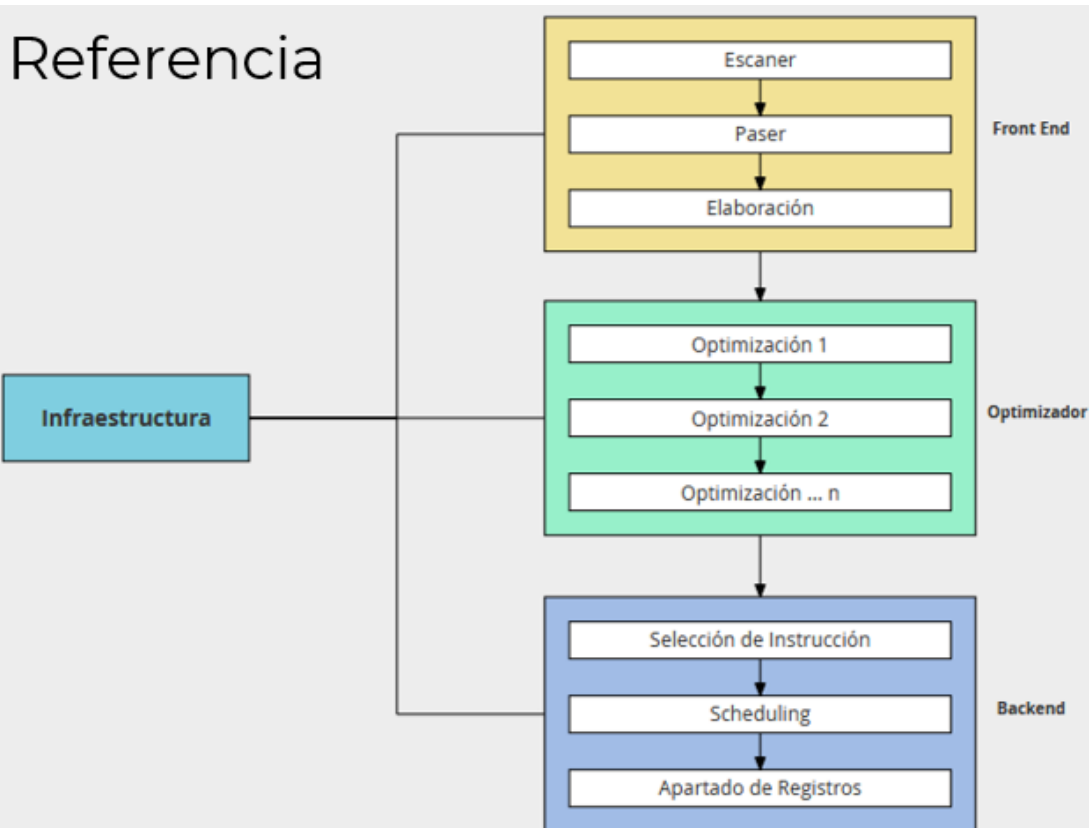 Referencia
Escaner
Paser
Elaboración
Front End
Optimización 1
Optimización 2
Optimización ... n
Optimizador
Infraestructura
Selección de Instrucción
Scheduling
Apartado de Registros
Backend